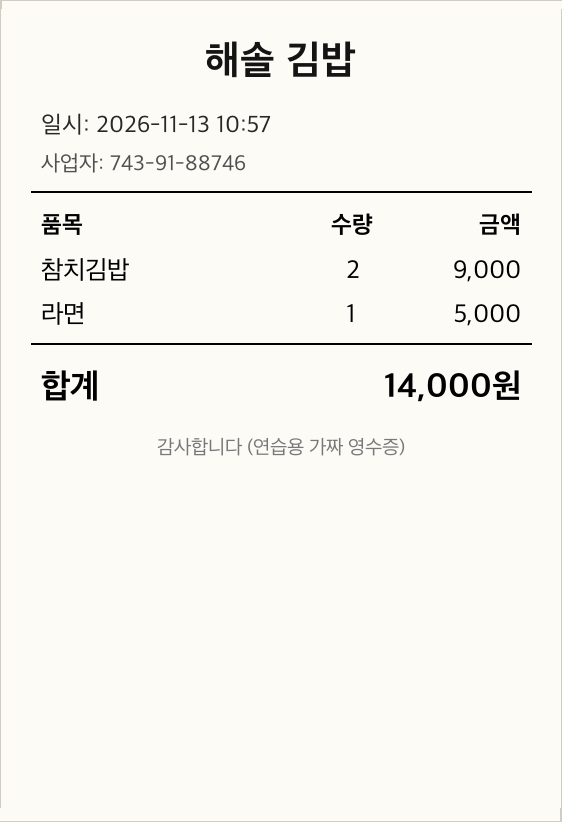 해솔 김밥
일시: 2026-11-13 10:57
사업자: 743-91-88746
품목 수량 금액
참치김밥 2 9,000
라면 1 5,000
합계 14,000원
감사합니다 (연습용 가짜 영수증)